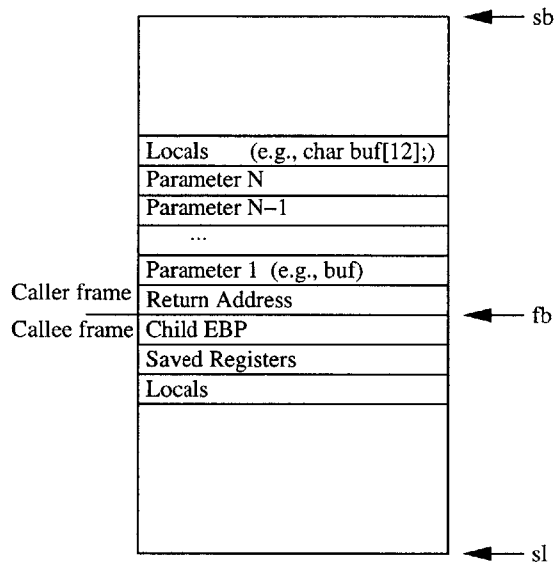 sb
Locals (e.g., char buf[12];)
Parameter N
Parameter N−1
...
Parameter 1 (e.g., buf)
Caller frame
Return Address
fb
Callee frame
Child EBP
Saved Registers
Locals
sl